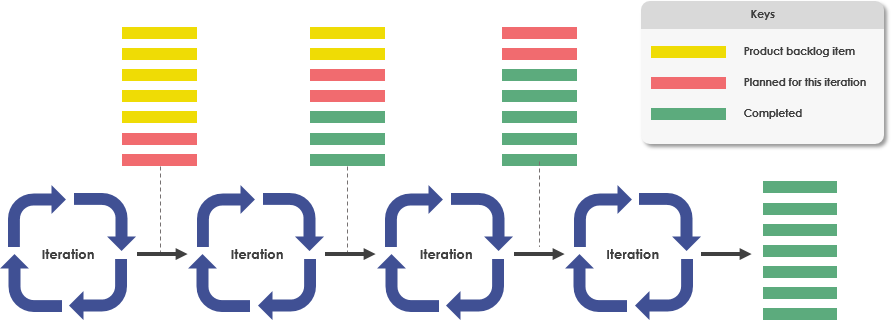 Keys
Product backlog item
Planned for this iteration
Completed
Iteration
Iteration
Iteration
Iteration